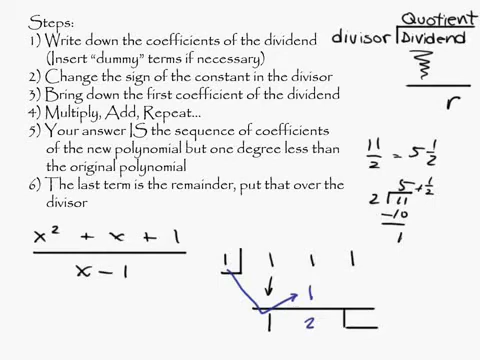 Steps:
1) Write down the coefficients of the dividend
(Insert "dummy" terms if necessary)
2) Change the sign of the constant in the divisor
3) Bring down the first coefficient of the dividend
4) Multiply, Add, Repeat...
5) Your answer IS the sequence of coefficients
of the new polynomial but one degree less than
the original polynomial
6) The last term is the remainder, put that over the
divisor
Quotient
divisor Dividend
r
11/2 = 5 1/2
5 + 1/2
2 11
-10
1
x² + x + 1
x - 1
1 1 1 1
1
1 2